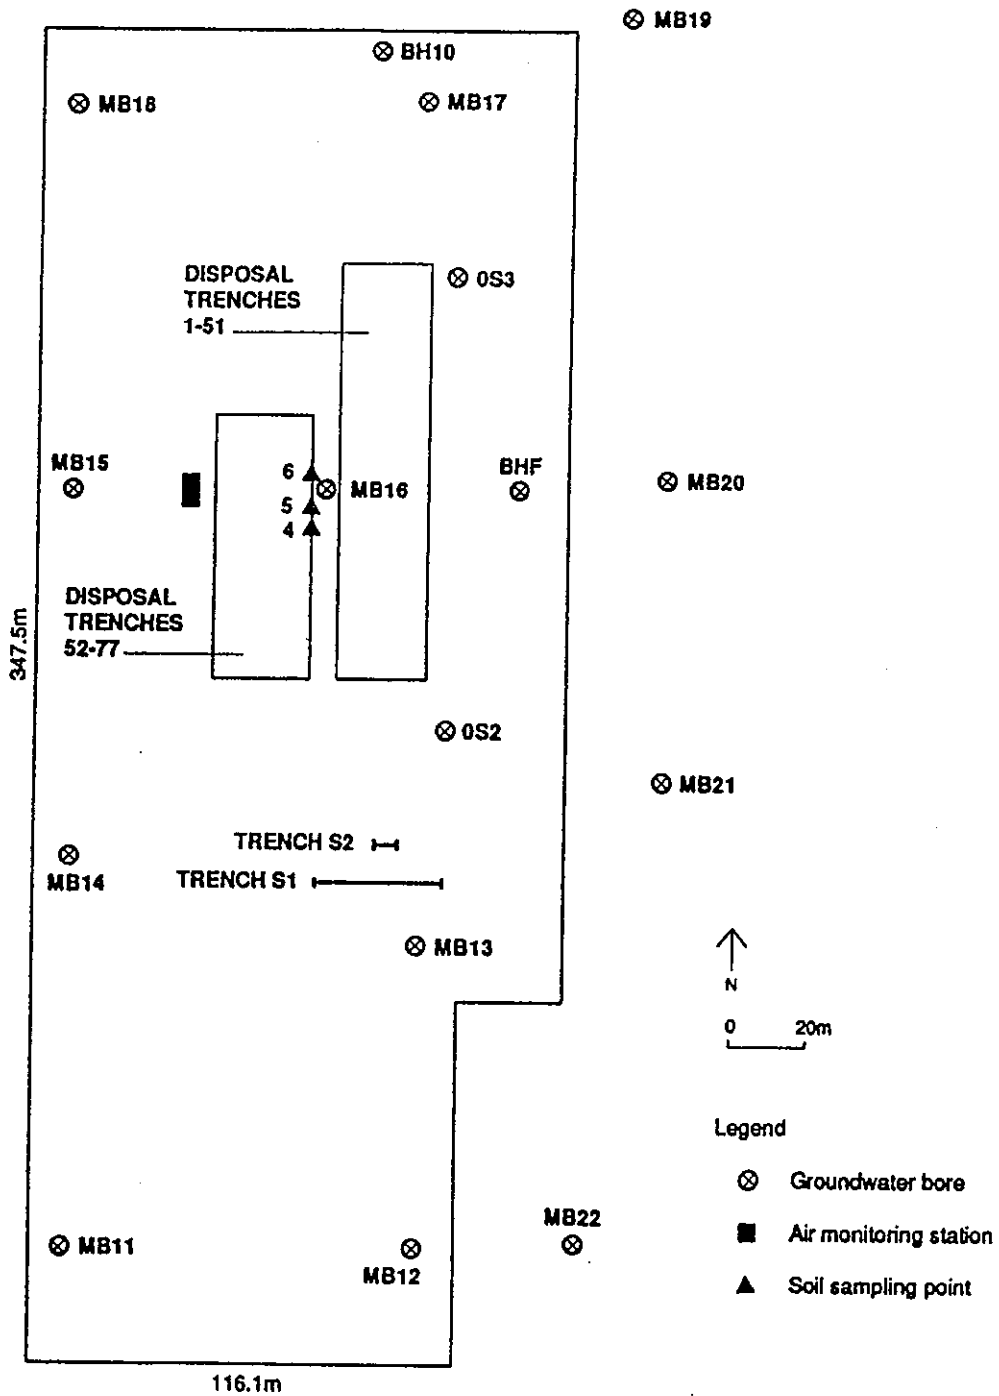 MB19
BH10
MB18
MB17
DISPOSAL
TRENCHES
1-51
0S3
MB15
6
MB16
BHF
MB20
5
4
DISPOSAL
TRENCHES
52-77
347.5m
0S2
MB21
TRENCH S2
MB14
TRENCH S1
MB13
N
0 20m
Legend
Groundwater bore
MB22
Air monitoring station
MB11
MB12
Soil sampling point
116.1m